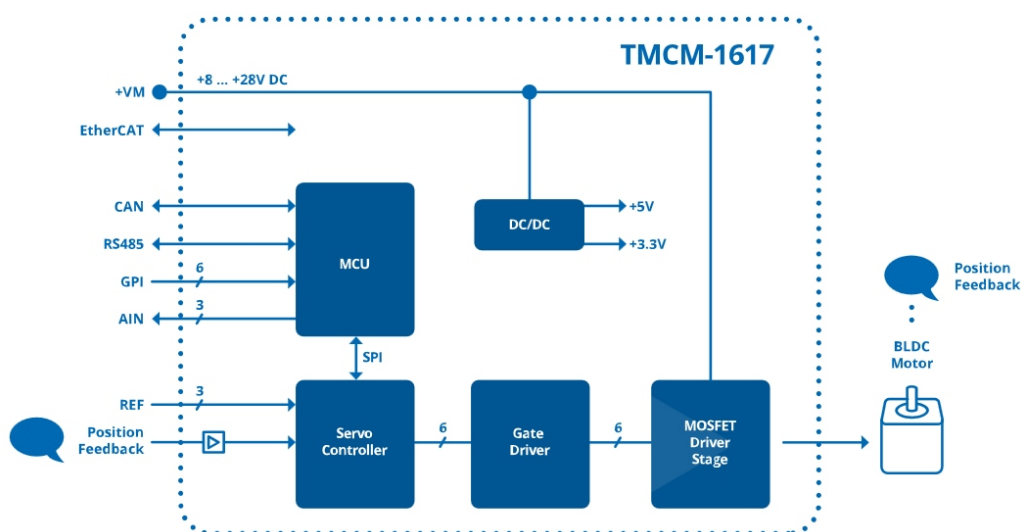 TMCM-1617
+8 ... +28V DC
+VM
EtherCAT
CAN
+5V
DC/DC
RS485
+3.3V
MCU
6
GPI
Position
Feedback
3
AIN
BLDC
Motor
SPI
3
REF
Position
Feedback
Servo
Controller
6
Gate
Driver
6
MOSFET
Driver
Stage